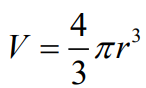 V = 4/3 πr³